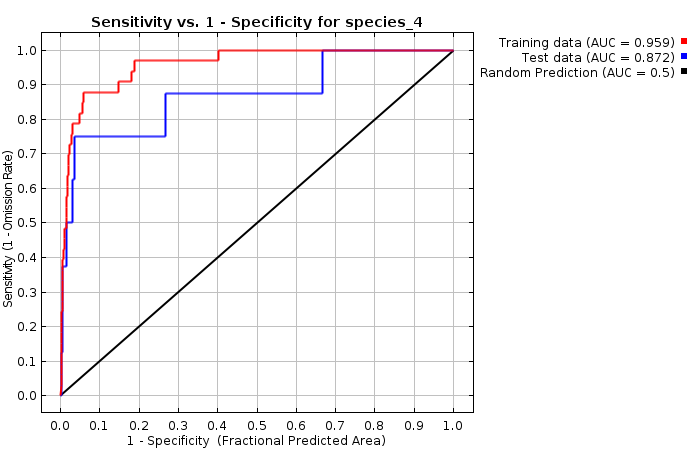 Sensitivity vs. 1 - Specificity for species_4
Training data (AUC = 0.959)
Test data (AUC = 0.872)
Random Prediction (AUC = 0.5)
Sensitivity (1 - Omission Rate)
1.0
0.9
0.8
0.7
0.6
0.5
0.4
0.3
0.2
0.1
0.0
0.0 0.1 0.2 0.3 0.4 0.5 0.6 0.7 0.8 0.9 1.0
1 - Specificity (Fractional Predicted Area)